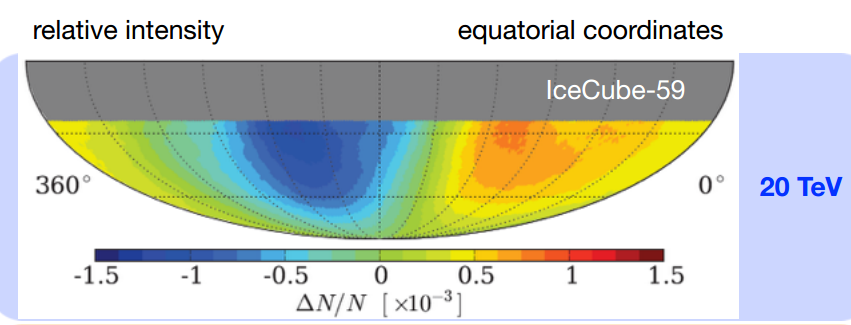 relative intensity equatorial coordinates
IceCube-59
360° 0°
20 TeV
-1.5 -1 -0.5 0 0.5 1 1.5
ΔN/N [ ×10⁻³ ]